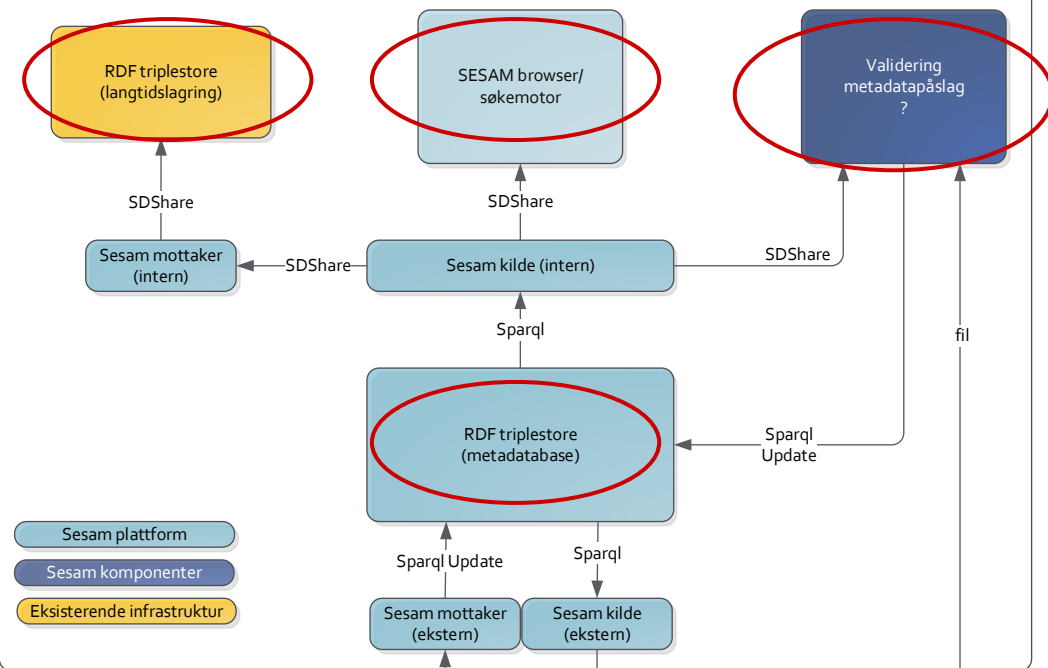 RDF triplestore
(langtidslagring)
SESAM browser/
søkemotor
Validering
metadatapåslag
?
SDShare
SDShare
Sesam mottaker
(intern)
SDShare
Sesam kilde (intern)
SDShare
Sparql
fil
RDF triplestore
(metadatabase)
Sparql
Update
Sesam plattform
Sesam komponenter
Eksisterende infrastruktur
Sparql Update
Sparql
Sesam mottaker
(ekstern)
Sesam kilde
(ekstern)